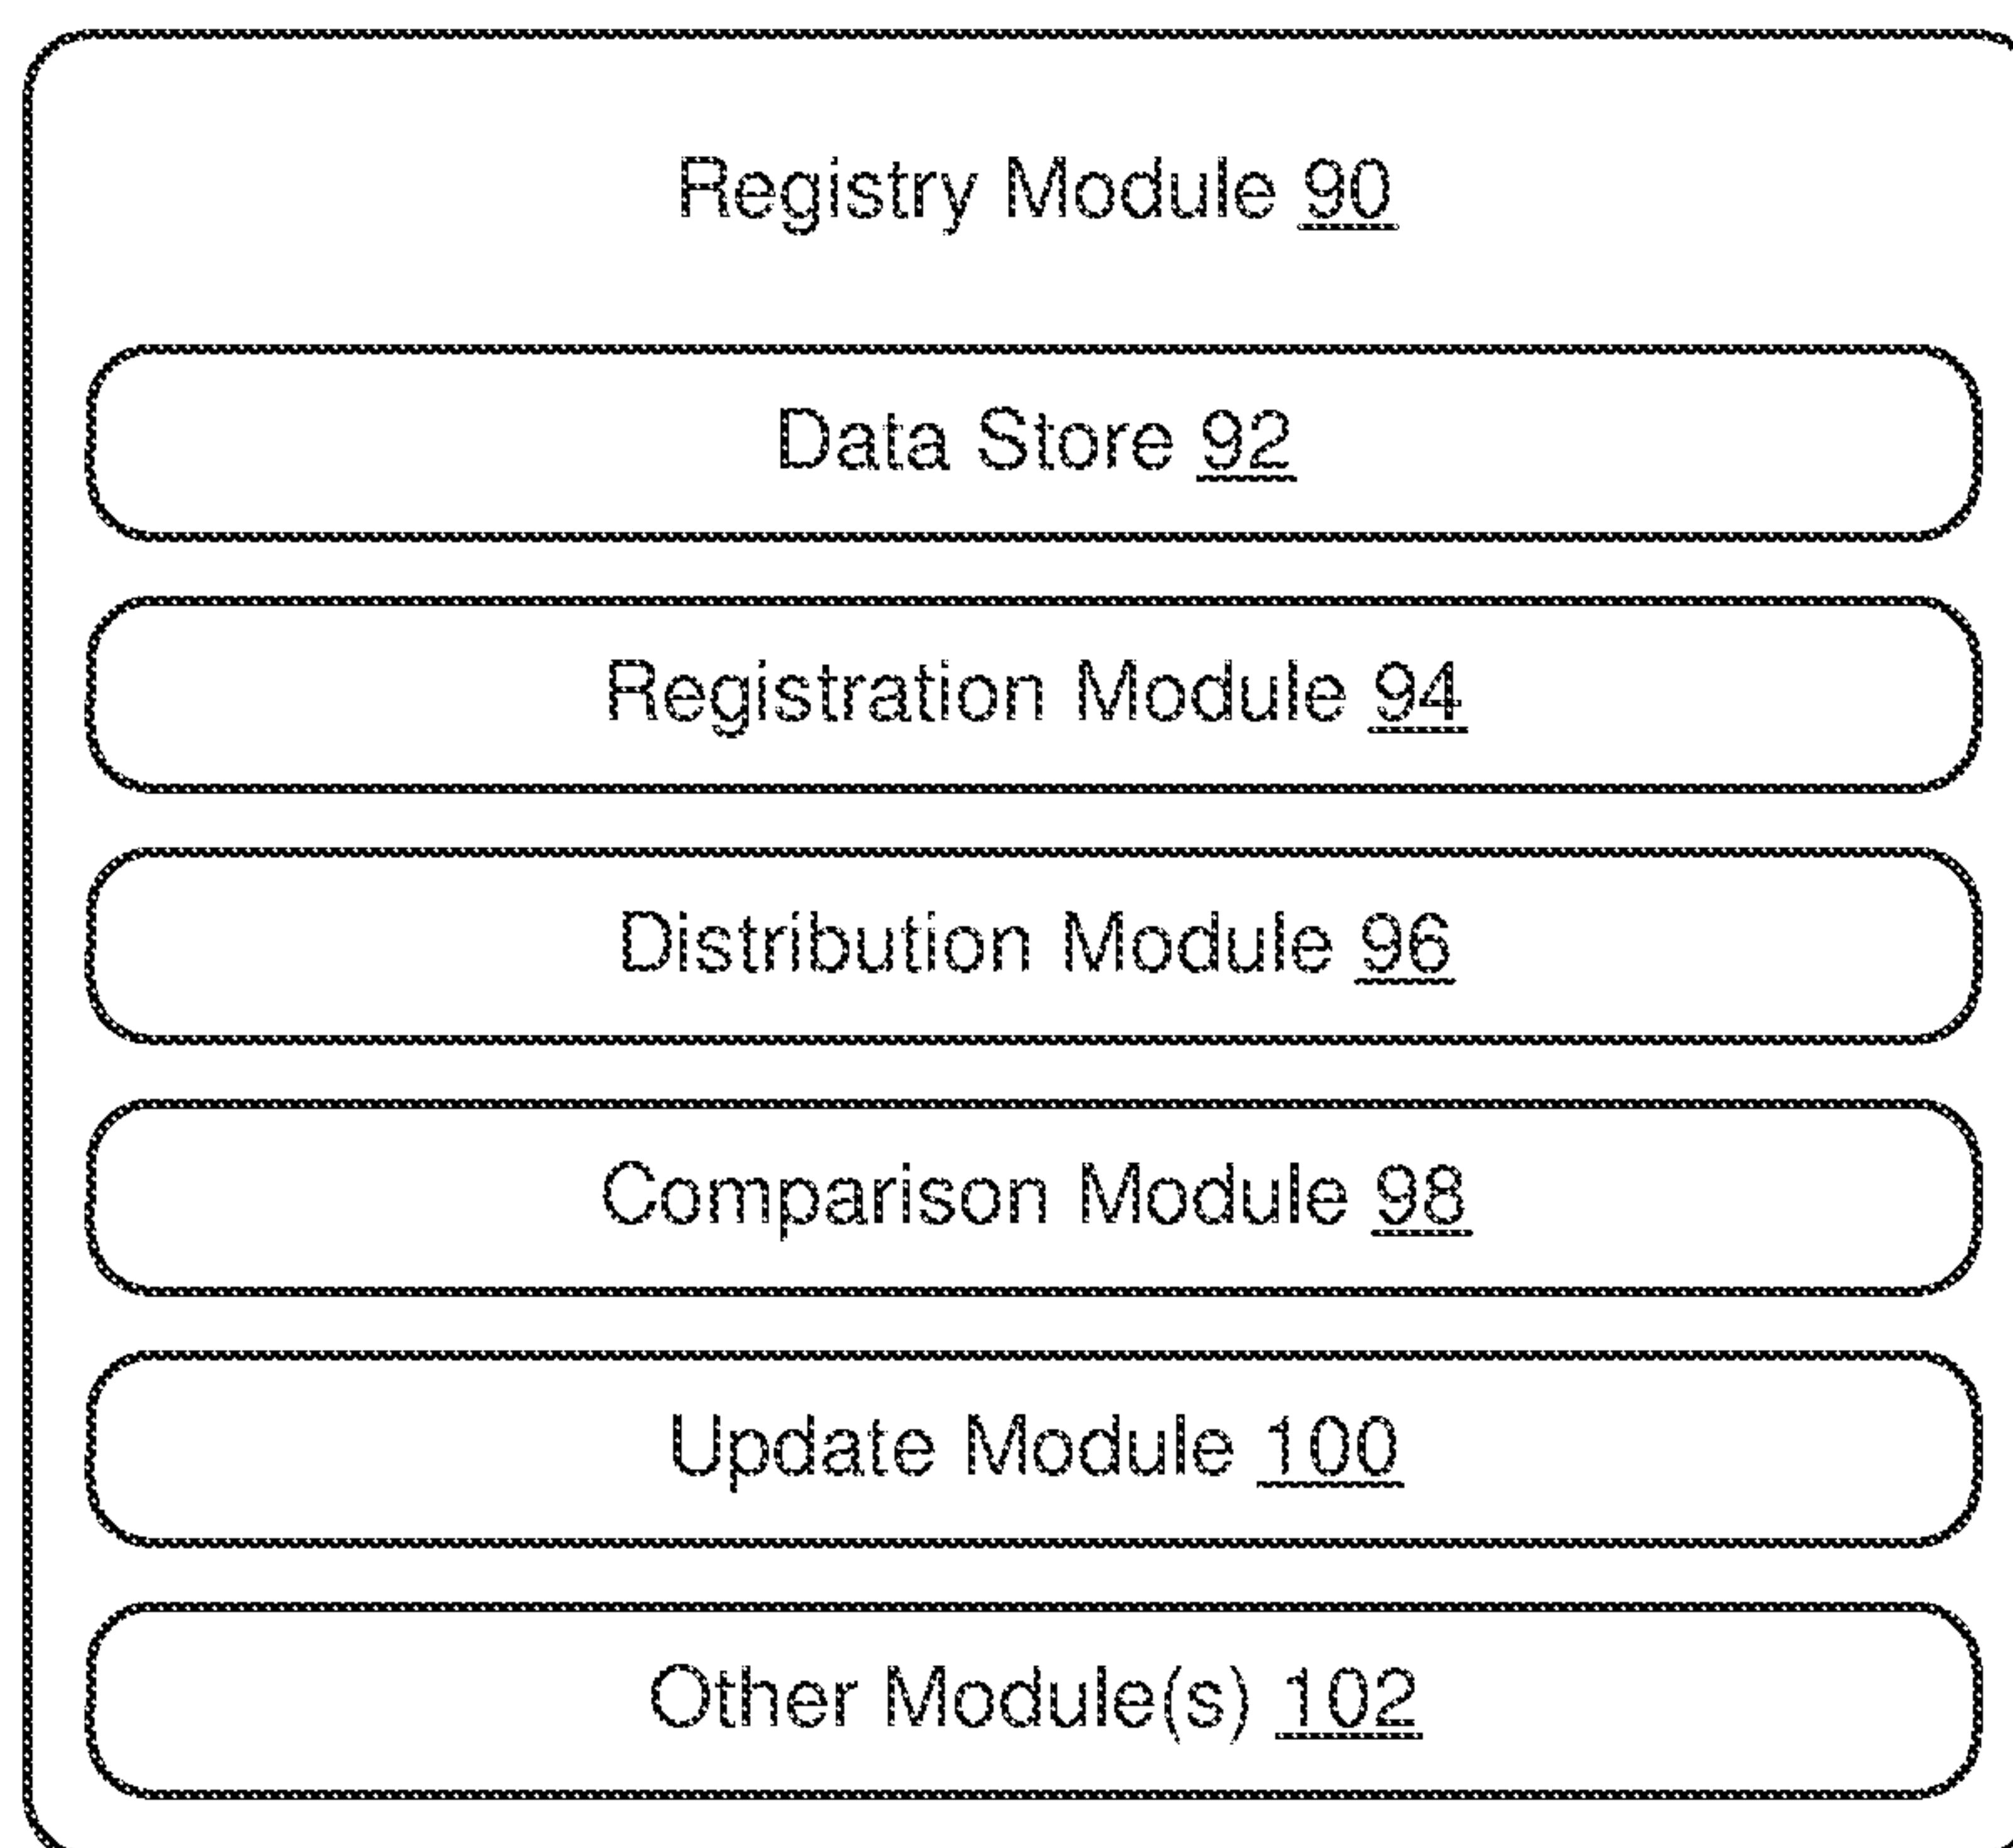 Registry Module 90
Data Store 92
Registration Module 94
Distribution Module 96
Comparison Module 98
Update Module 100
Other Module(s) 102